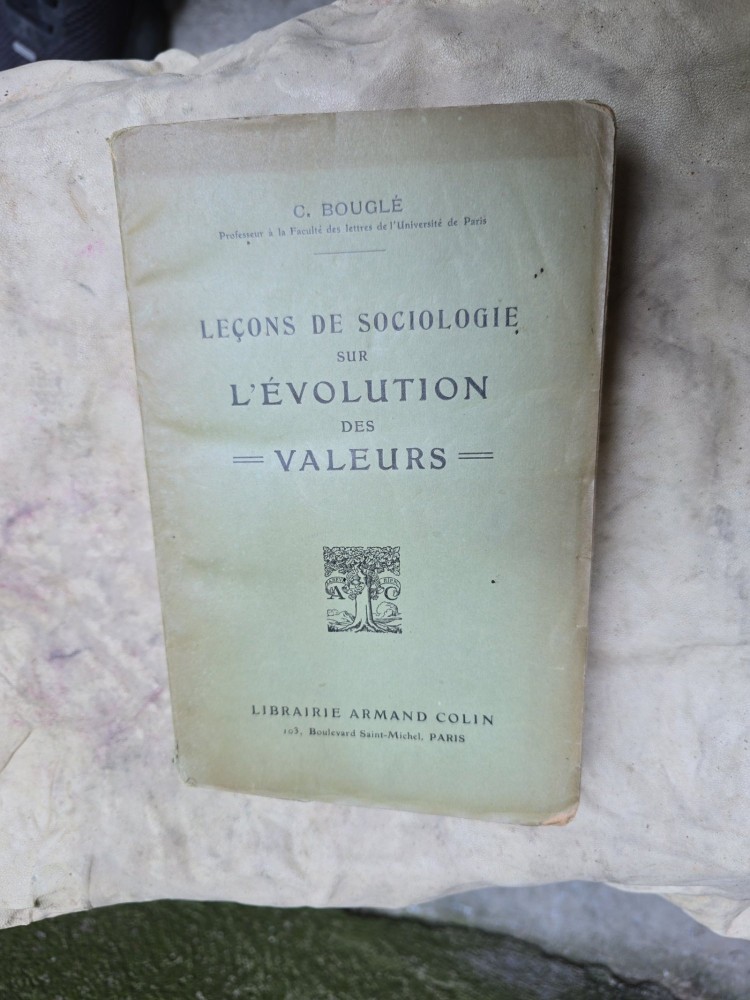 C. BOUGLÉ
Professeur à la Faculté des lettres de l'Université de Paris
LEÇONS DE SOCIOLOGIE
SUR
L'ÉVOLUTION
DES
VALEURS
A C
LIBRAIRIE ARMAND COLIN
103, Boulevard Saint-Michel, PARIS